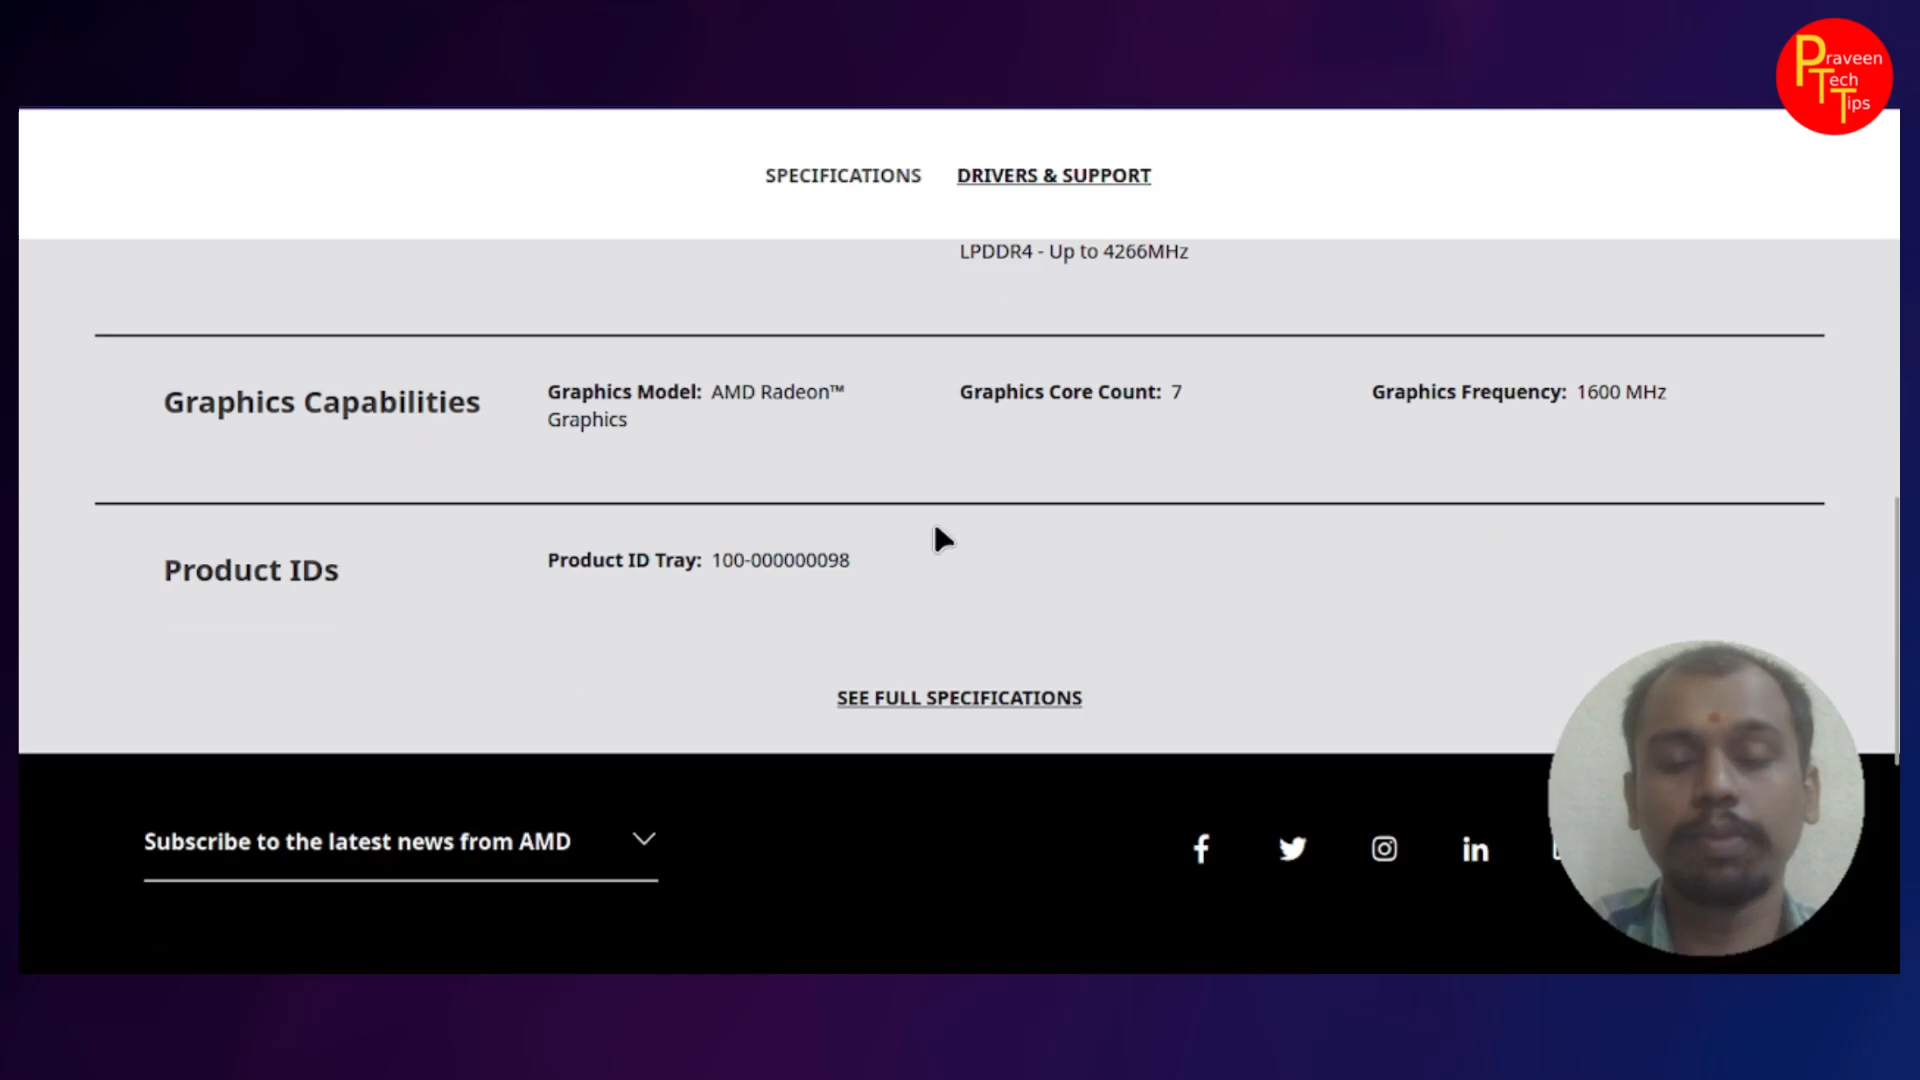 Praveen
Tech
Tips
SPECIFICATIONS DRIVERS & SUPPORT
LPDDR4 - Up to 4266MHz
Graphics Capabilities
Graphics Model: AMD Radeon™
Graphics
Graphics Core Count: 7
Graphics Frequency: 1600 MHz
Product IDs
Product ID Tray: 100-000000098
SEE FULL SPECIFICATIONS
Subscribe to the latest news from AMD